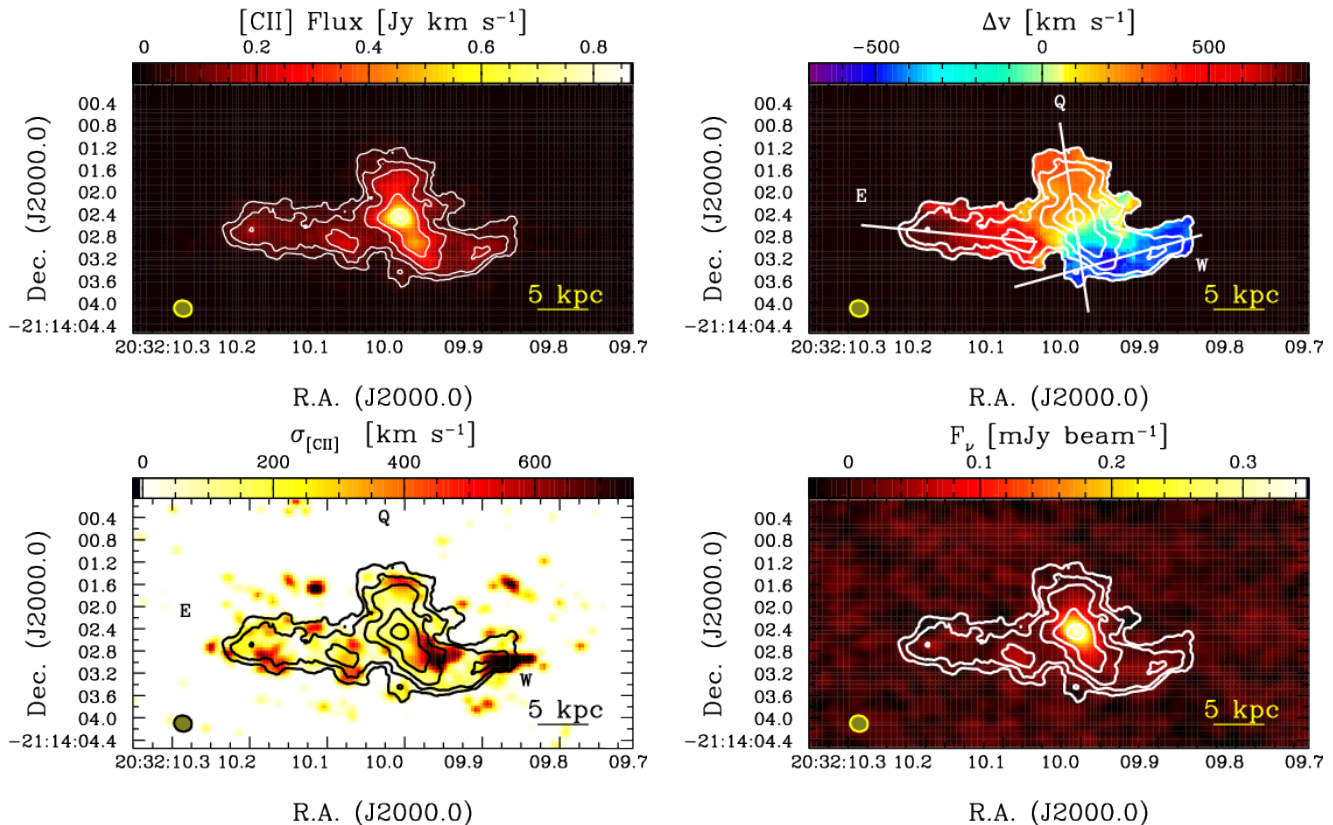 [CII] Flux [Jy km s⁻¹]
0 0.2 0.4 0.6 0.8
Dec. (J2000.0)
00.4
00.8
01.2
01.6
02.0
02.4
02.8
03.2
03.6
04.0
−21:14:04.4
5 kpc
20:32:10.3 10.2 10.1 10.0 09.9 09.8 09.7
R.A. (J2000.0)
Δv [km s⁻¹]
−500 0 500
Dec. (J2000.0)
00.4
00.8
01.2
01.6
02.0
02.4
02.8
03.2
03.6
04.0
−21:14:04.4
Q
E
W
5 kpc
20:32:10.3 10.2 10.1 10.0 09.9 09.8 09.7
R.A. (J2000.0)
σ[CII] [km s⁻¹]
0 200 400 600
Dec. (J2000.0)
00.4
00.8
01.2
01.6
02.0
02.4
02.8
03.2
03.6
04.0
−21:14:04.4
Q
E
W
5 kpc
20:32:10.3 10.2 10.1 10.0 09.9 09.8 09.7
R.A. (J2000.0)
Fν [mJy beam⁻¹]
0 0.1 0.2 0.3
Dec. (J2000.0)
00.4
00.8
01.2
01.6
02.0
02.4
02.8
03.2
03.6
04.0
−21:14:04.4
5 kpc
20:32:10.3 10.2 10.1 10.0 09.9 09.8 09.7
R.A. (J2000.0)